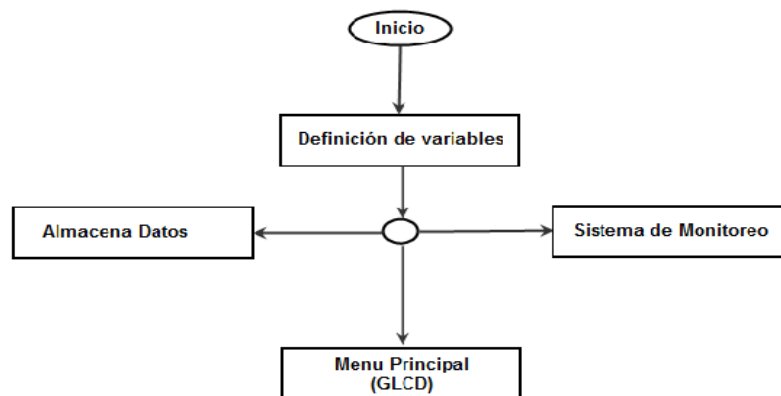 Inicio
Definición de variables
Almacena Datos
Sistema de Monitoreo
Menu Principal
(GLCD)